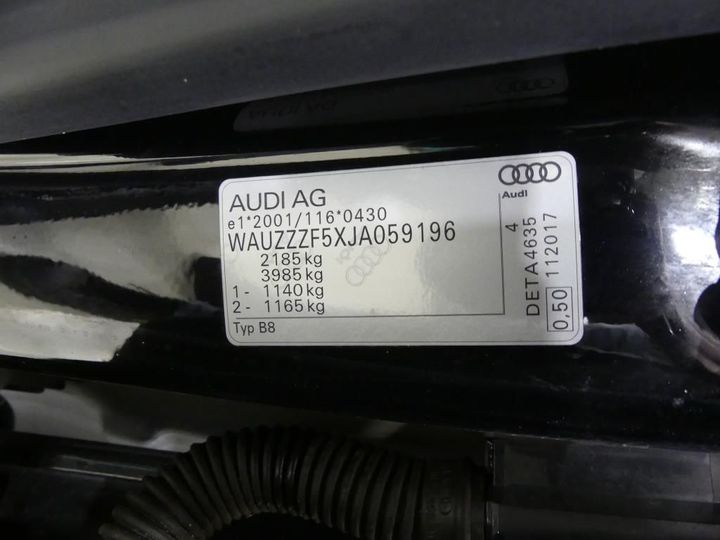 AUDI AG
e1*2001/116*0430
WAUZZZF5XJA059196
2185 kg
3985 kg
1 - 1140 kg
2 - 1165 kg
Typ B8
Audi
4
DETA4635
0,50 112017